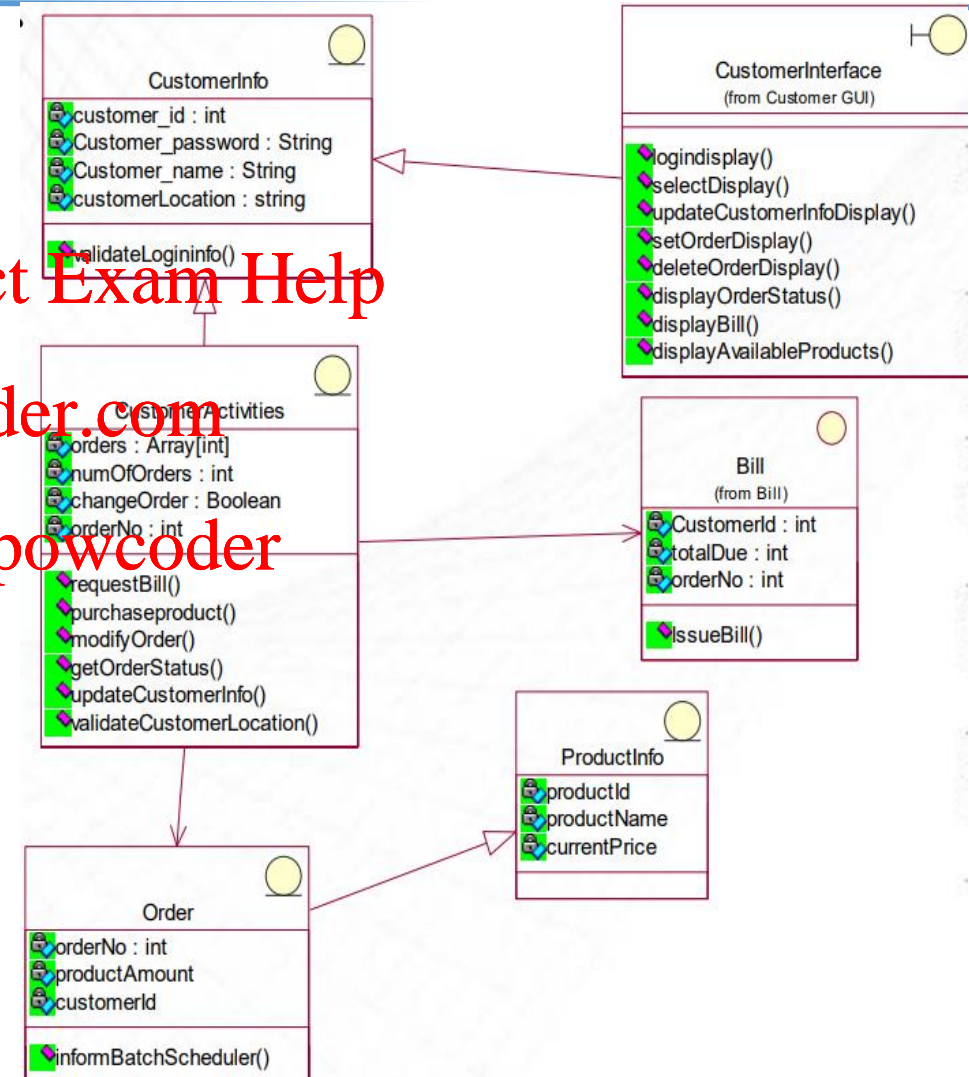 CustomerInfo
customer_id : int
Customer_password : String
Customer_name : String
customerLocation : string
validateLogininfo()
CustomerInterface
(from Customer GUI)
logindisplay()
selectDisplay()
updateCustomerInfoDisplay()
setOrderDisplay()
deleteOrderDisplay()
displayOrderStatus()
displayBill()
displayAvailableProducts()
ct Exam Help
CustomerActivities
der.com
orders : Array[int]
numOfOrders : int
changeOrder : Boolean
orderNo : int
powcoder
requestBill()
purchaseproduct()
modifyOrder()
getOrderStatus()
updateCustomerInfo()
validateCustomerLocation()
Bill
(from Bill)
CustomerId : int
totalDue : int
orderNo : int
IssueBill()
ProductInfo
productId
productName
currentPrice
Order
orderNo : int
productAmount
customerId
informBatchScheduler()